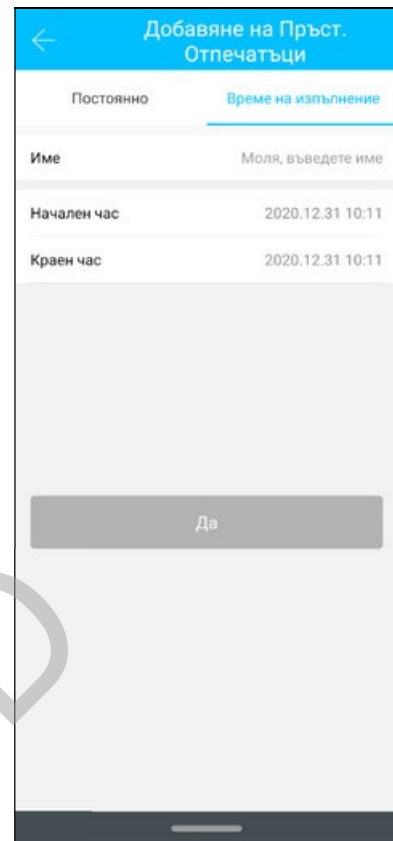 Добавяне на Пръст.
Отпечатъци
Постоянно Време на изпълнение
Име Моля, въведете име
Начален час 2020.12.31 10:11
Краен час 2020.12.31 10:11
Да